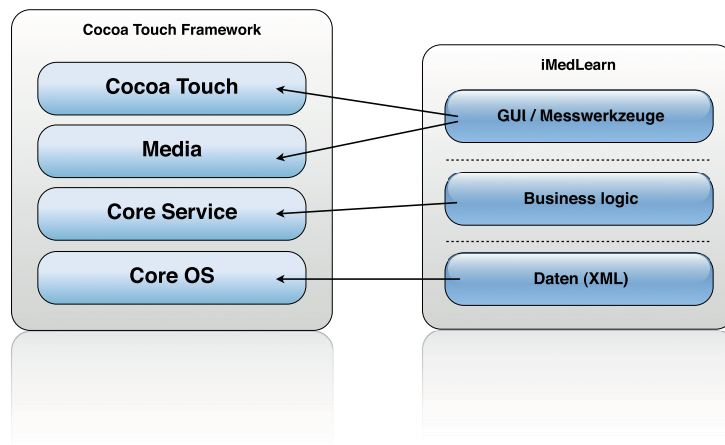 Cocoa Touch Framework
Cocoa Touch
Media
Core Service
Core OS
iMedLearn
GUI / Messwerkzeuge
Business logic
Daten (XML)